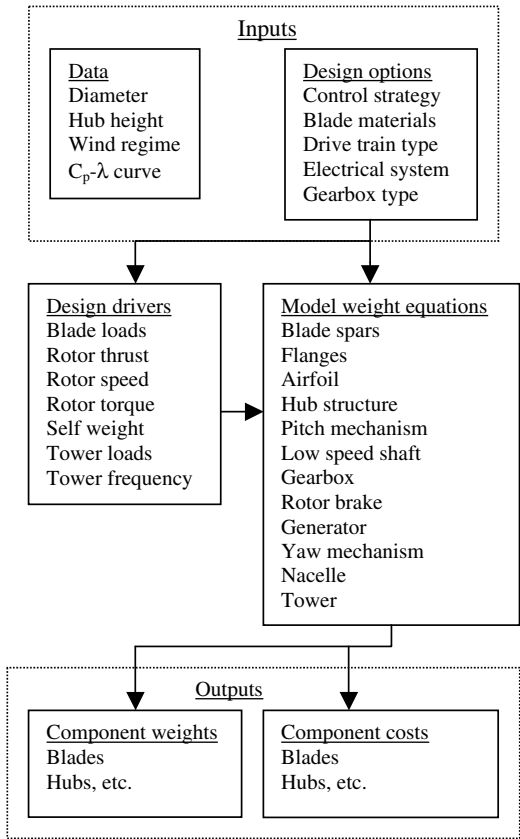 Inputs
Data
Diameter
Hub height
Wind regime
Cp-λ curve
Design options
Control strategy
Blade materials
Drive train type
Electrical system
Gearbox type
Design drivers
Blade loads
Rotor thrust
Rotor speed
Rotor torque
Self weight
Tower loads
Tower frequency
Model weight equations
Blade spars
Flanges
Airfoil
Hub structure
Pitch mechanism
Low speed shaft
Gearbox
Rotor brake
Generator
Yaw mechanism
Nacelle
Tower
Outputs
Component weights
Blades
Hubs, etc.
Component costs
Blades
Hubs, etc.